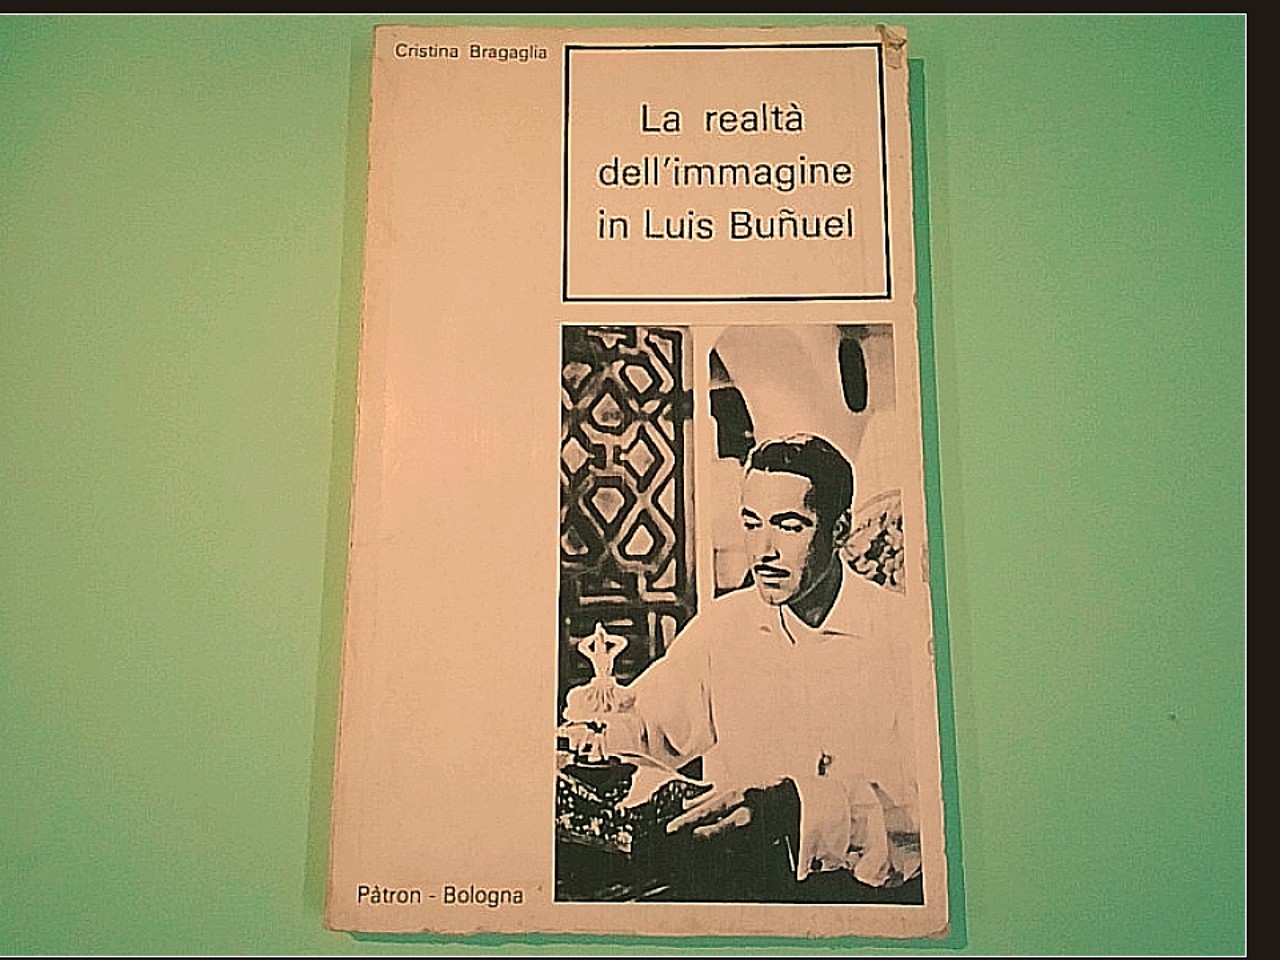 Cristina Bragaglia
La realtà
dell'immagine
in Luis Buñuel
Pàtron - Bologna